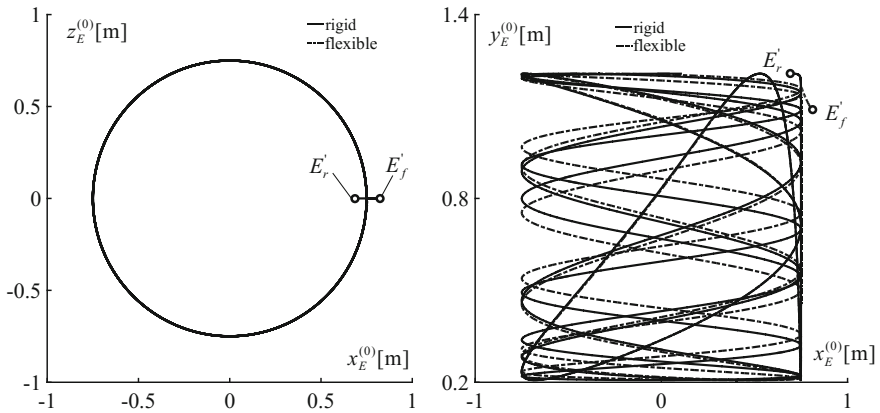 1
z_E^(0)[m]
rigid
flexible
0.5
E'_r E'_f
0
-0.5
x_E^(0)[m]
-1
-1 -0.5 0 0.5 1
1.4
y_E^(0)[m]
rigid
flexible
E'_r
E'_f
0.8
x_E^(0)[m]
0.2
-1 0 1